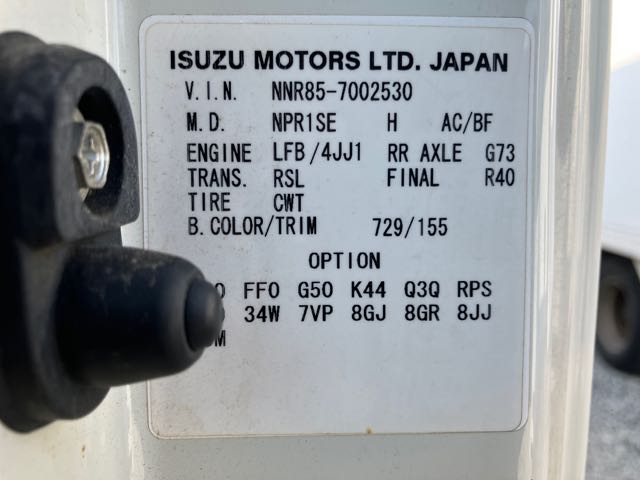 ISUZU MOTORS LTD. JAPAN
V.I.N. NNR85-7002530
M.D. NPR1SE H AC/BF
ENGINE LFB/4JJ1 RR AXLE G73
TRANS. RSL FINAL R40
TIRE CWT
B.COLOR/TRIM 729/155
OPTION
FF0 G50 K44 Q3Q RPS
34W 7VP 8GJ 8GR 8JJ